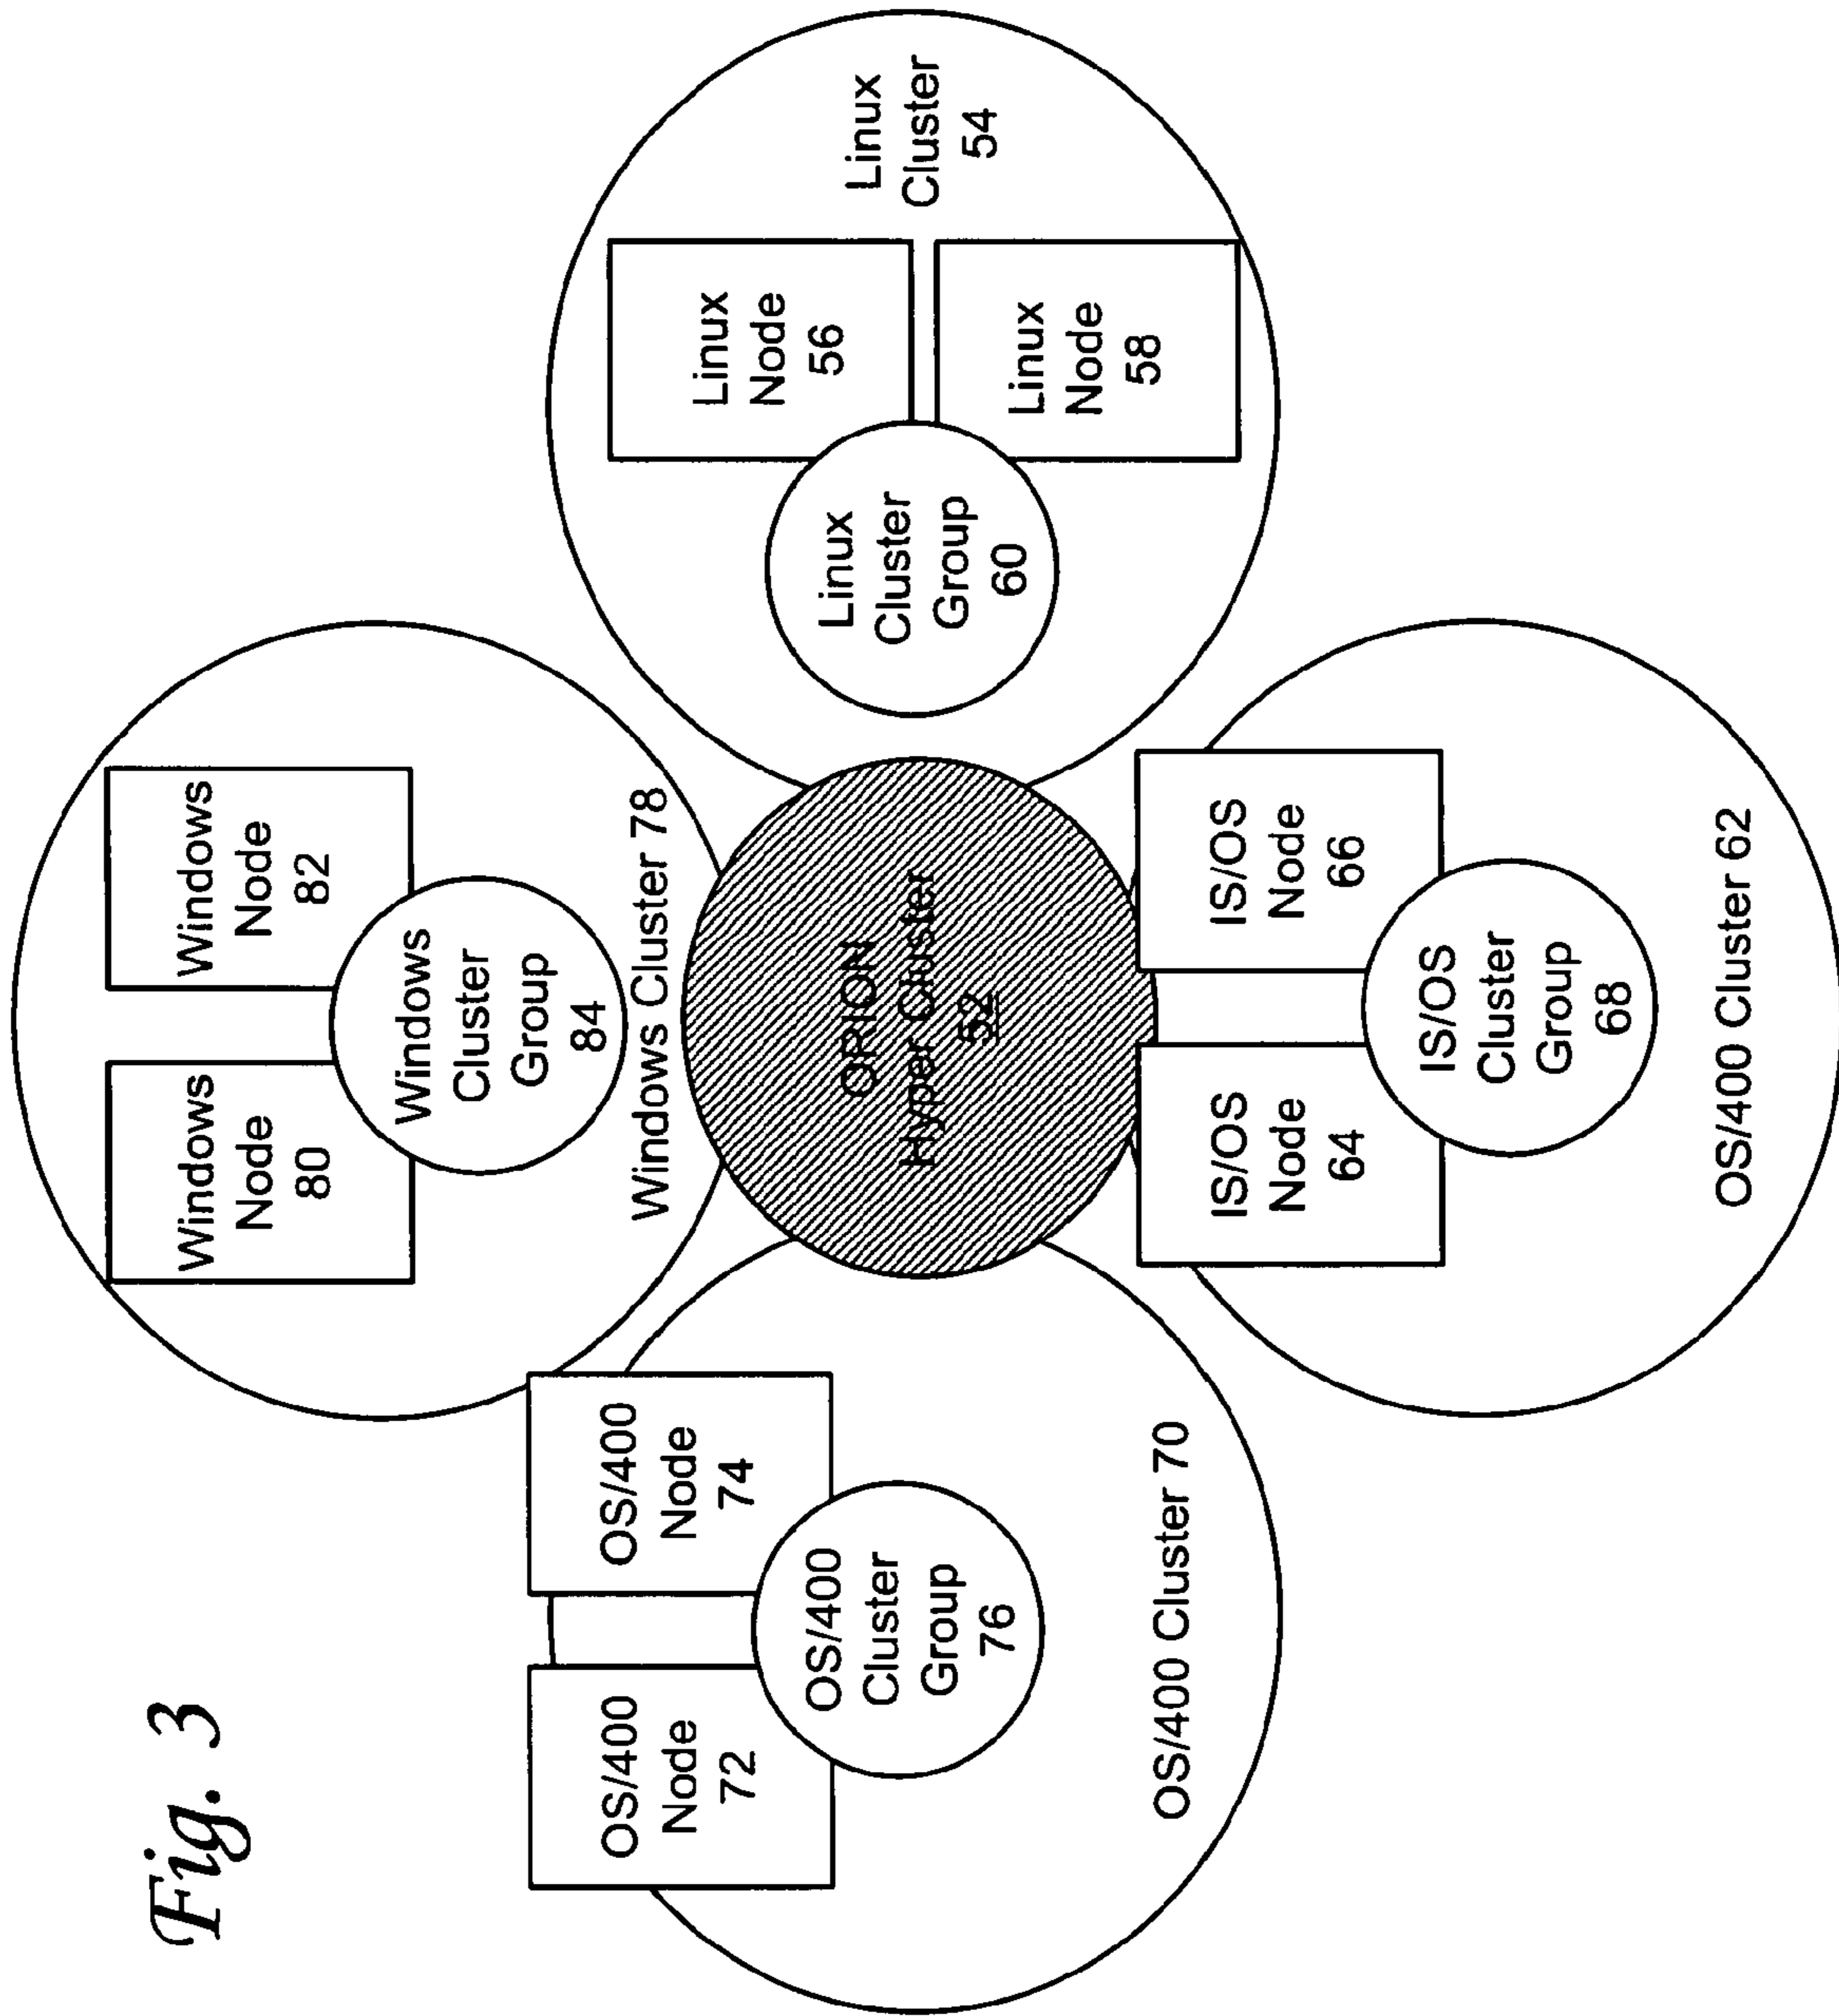 Fig. 3
Windows
Node
80
Windows
Node
82
Windows
Cluster
Group
84
Windows Cluster 78
OS/400
Node
72
OS/400
Node
74
OS/400
Cluster
Group
76
OS/400 Cluster 70
ORION
Hyper Cluster
52
Linux
Cluster
Group
60
Linux
Node
56
Linux
Node
58
Linux
Cluster
54
IS/OS
Node
64
IS/OS
Node
66
IS/OS
Cluster
Group
68
OS/400 Cluster 62